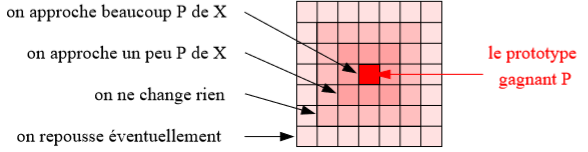 on approche beaucoup P de X
on approche un peu P de X
on ne change rien
on repousse éventuellement
le prototype
gagnant P